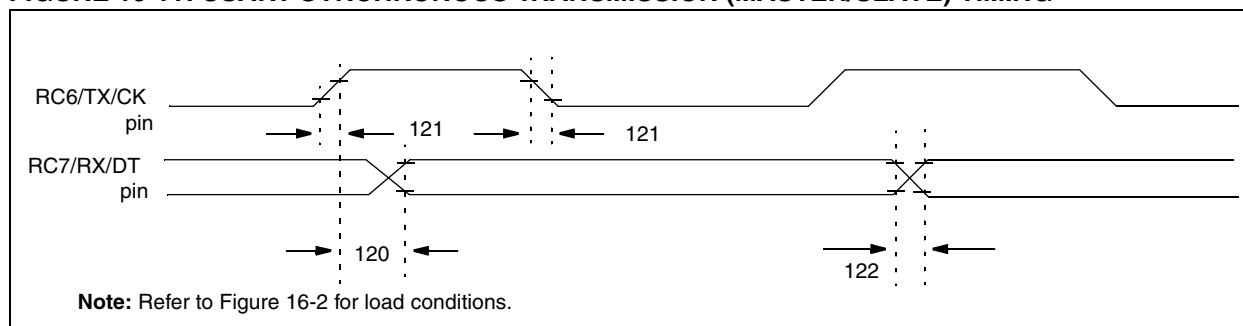 RC6/TX/CK
pin
121
121
RC7/RX/DT
pin
120
122
Note: Refer to Figure 16-2 for load conditions.